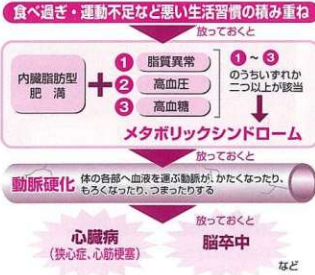 食べ過ぎ・運動不足など悪い生活習慣の積み重ね
放っておくと
内臓脂肪型
肥満
+
1 脂質異常
2 高血圧
3 高血糖
1～3
のうちいずれか
二つ以上が該当
メタボリックシンドローム
放っておくと
動脈硬化
体の各部へ血液を運ぶ動脈が、かたくなったり、
もろくなったり、つまったりする
放っておくと
心臓病
(狭心症、心筋梗塞)
脳卒中
など